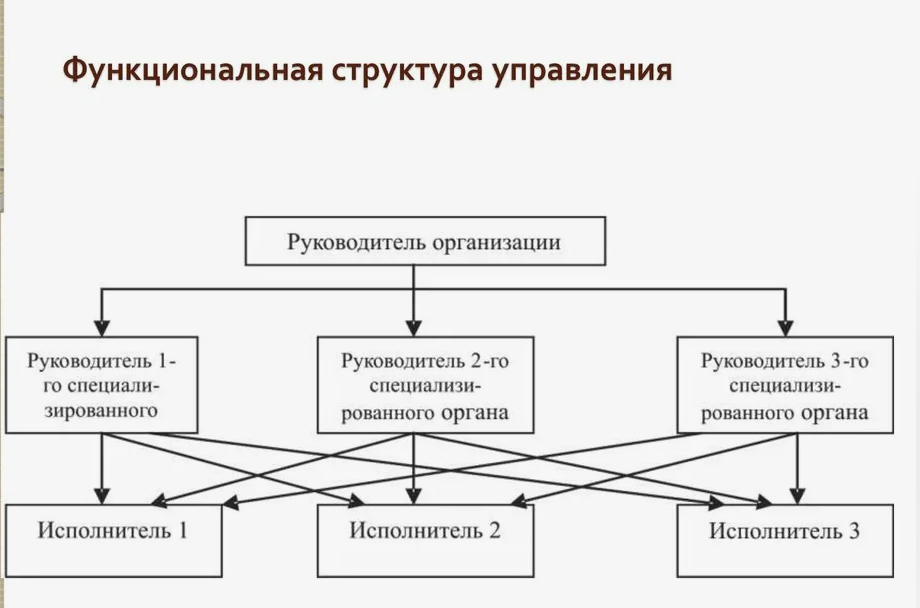 Функциональная структура управления
Руководитель организации
Руководитель 1-
го специали-
зированного
Руководитель 2-го
специализи-
рованного органа
Руководитель 3-го
специализи-
рованного органа
Исполнитель 1
Исполнитель 2
Исполнитель 3